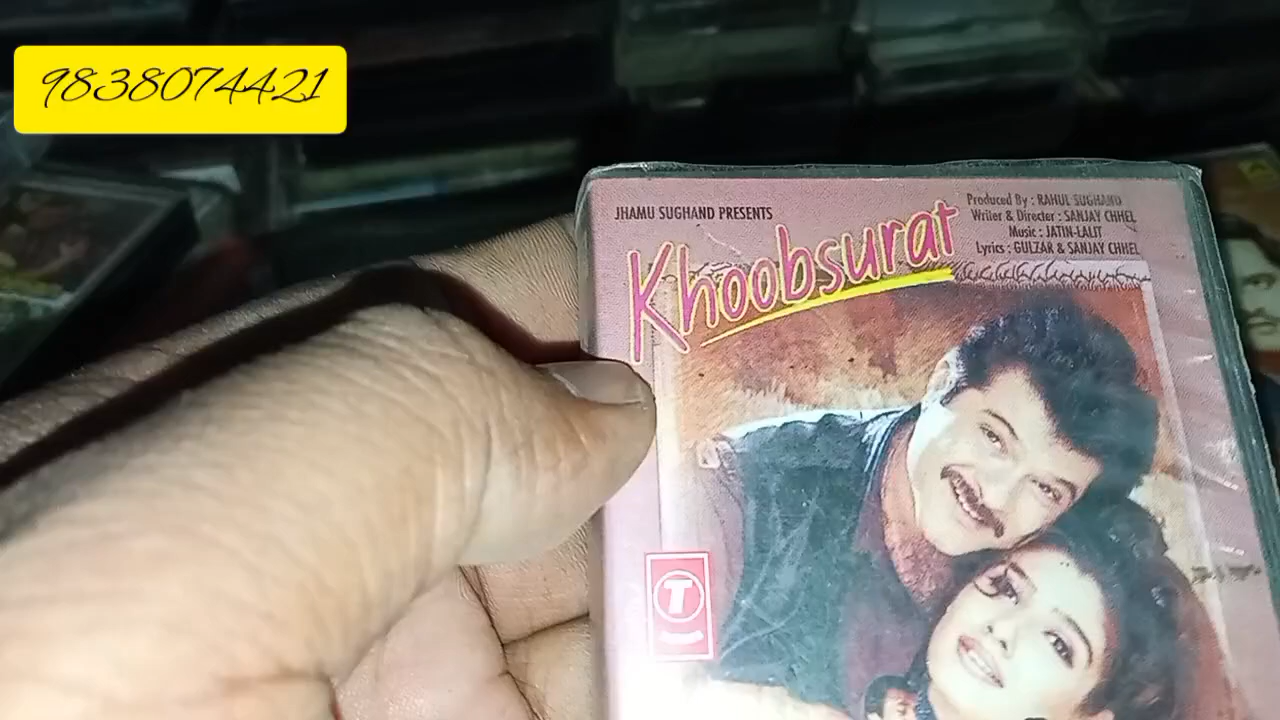 9838074421
JHAMU SUGHAND PRESENTS
Khoobsurat
Produced By : RAHUL SUGHAND
Writer & Director : SANJAY CHHEL
Music : JATIN-LALIT
Lyrics : GULZAR & SANJAY CHHEL
T